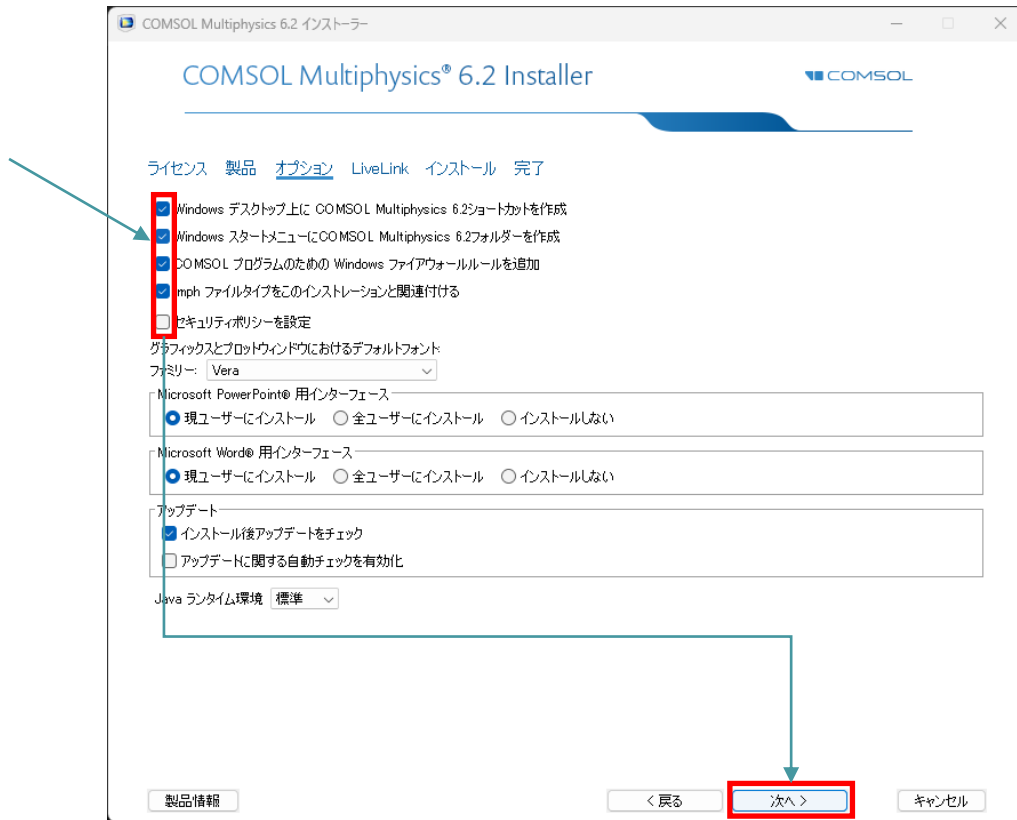 COMSOL Multiphysics 6.2 インストーラー
COMSOL Multiphysics® 6.2 Installer
COMSOL
ライセンス 製品 オプション LiveLink インストール 完了
Windows デスクトップ上に COMSOL Multiphysics 6.2ショートカットを作成
Windows スタートメニューにCOMSOL Multiphysics 6.2フォルダーを作成
COMSOL プログラムのための Windows ファイアウォールルールを追加
mph ファイルタイプをこのインストレーションと関連付ける
セキュリティポリシーを設定
グラフィックスとプロットウィンドウにおけるデフォルトフォント:
ファミリー: Vera
Microsoft PowerPoint® 用インターフェース
現ユーザーにインストール 全ユーザーにインストール インストールしない
Microsoft Word® 用インターフェース
現ユーザーにインストール 全ユーザーにインストール インストールしない
アップデート
インストール後アップデートをチェック
アップデートに関する自動チェックを有効化
Java ランタイム環境 標準
製品情報 < 戻る 次へ > キャンセル